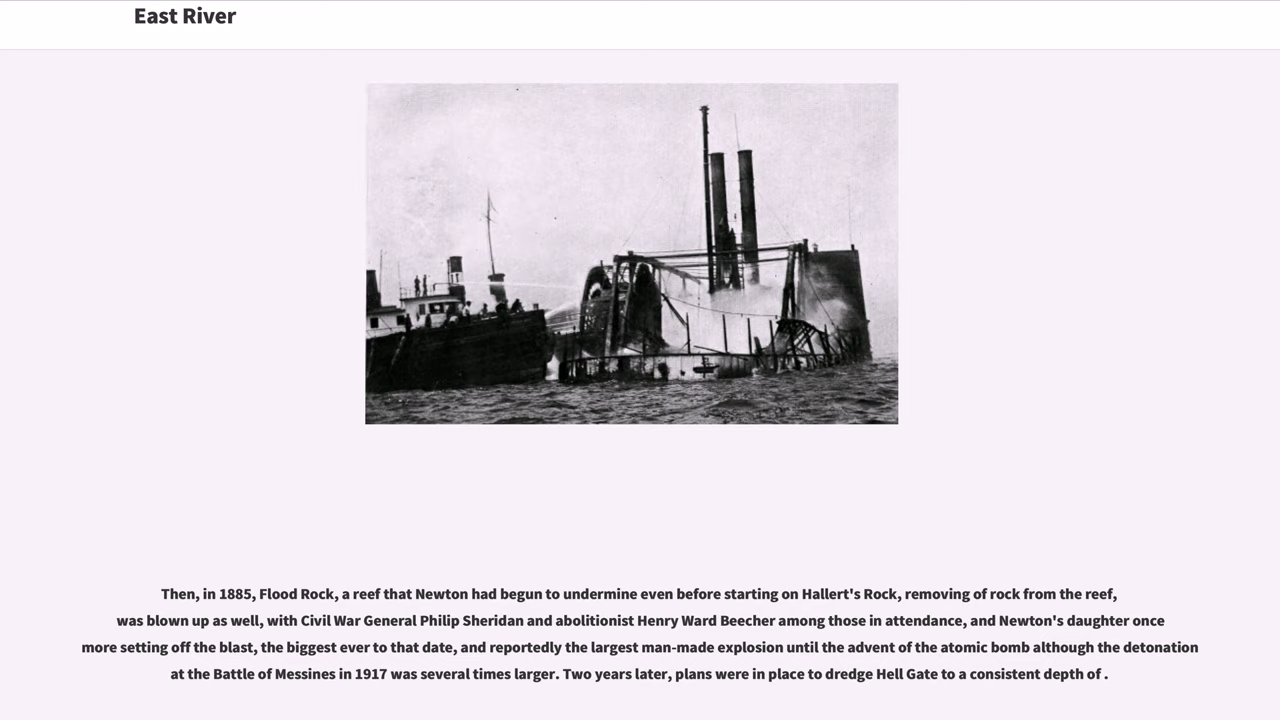 East River
Then, in 1885, Flood Rock, a reef that Newton had begun to undermine even before starting on Hallert's Rock, removing of rock from the reef,
was blown up as well, with Civil War General Philip Sheridan and abolitionist Henry Ward Beecher among those in attendance, and Newton's daughter once
more setting off the blast, the biggest ever to that date, and reportedly the largest man-made explosion until the advent of the atomic bomb although the detonation
at the Battle of Messines in 1917 was several times larger. Two years later, plans were in place to dredge Hell Gate to a consistent depth of .